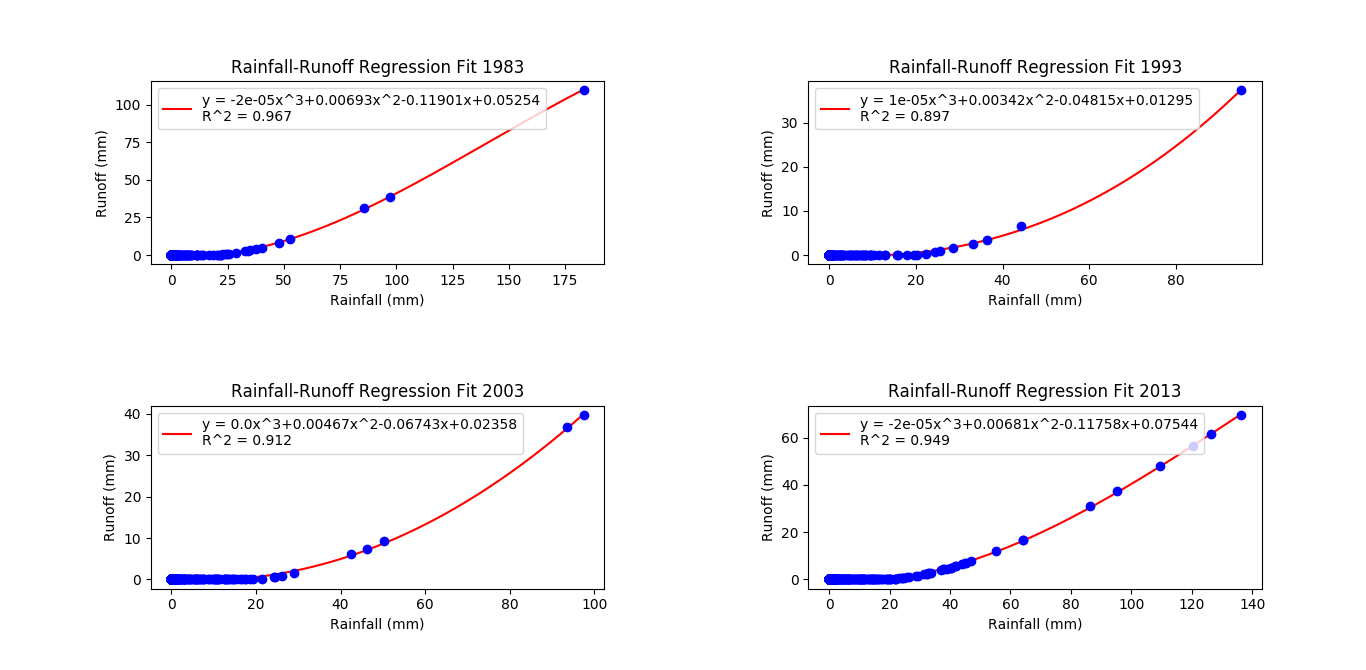 Rainfall-Runoff Regression Fit 1983
y = -2e-05x^3+0.00693x^2-0.11901x+0.05254
R^2 = 0.967
100
75
50
25
0
Runoff (mm)
0 25 50 75 100 125 150 175
Rainfall (mm)
Rainfall-Runoff Regression Fit 1993
y = 1e-05x^3+0.00342x^2-0.04815x+0.01295
R^2 = 0.897
30
20
10
0
Runoff (mm)
0 20 40 60 80
Rainfall (mm)
Rainfall-Runoff Regression Fit 2003
y = 0.0x^3+0.00467x^2-0.06743x+0.02358
R^2 = 0.912
40
30
20
10
0
Runoff (mm)
0 20 40 60 80 100
Rainfall (mm)
Rainfall-Runoff Regression Fit 2013
y = -2e-05x^3+0.00681x^2-0.11758x+0.07544
R^2 = 0.949
60
40
20
0
Runoff (mm)
0 20 40 60 80 100 120 140
Rainfall (mm)